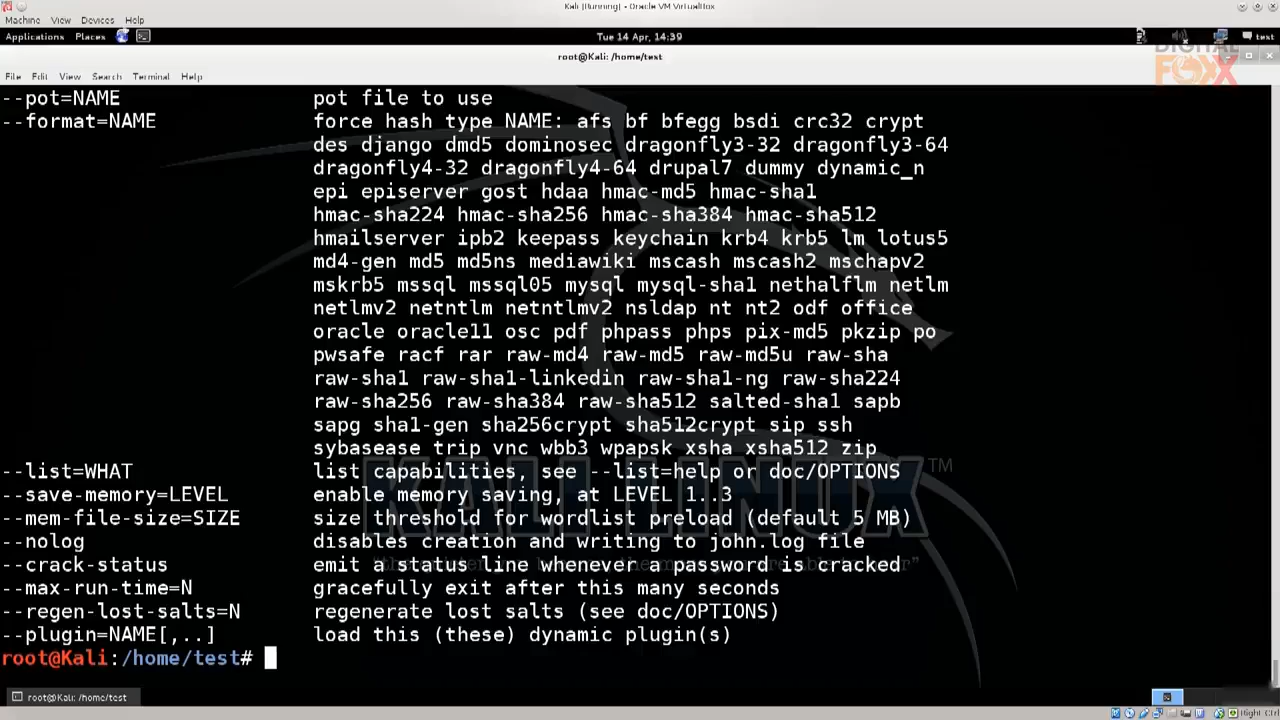 Kali [Running] - Oracle VM VirtualBox
Machine View Devices Help
Applications Places Tue 14 Apr, 14:39 test
DIGITAL
FOXX
root@Kali: /home/test
File Edit View Search Terminal Help
--pot=NAME pot file to use
--format=NAME force hash type NAME: afs bf bfegg bsdi crc32 crypt
des django dmd5 dominosec dragonfly3-32 dragonfly3-64
dragonfly4-32 dragonfly4-64 drupal7 dummy dynamic_n
epi episerver gost hdaa hmac-md5 hmac-sha1
hmac-sha224 hmac-sha256 hmac-sha384 hmac-sha512
hmailserver ipb2 keepass keychain krb4 krb5 lm lotus5
md4-gen md5 md5ns mediawiki mscash mscash2 mschapv2
mskrb5 mssql mssql05 mysql mysql-sha1 nethalflm netlm
netlmv2 netntlm netntlmv2 nsldap nt nt2 odf office
oracle oracle11 osc pdf phpass phps pix-md5 pkzip po
pwsafe racf rar raw-md4 raw-md5 raw-md5u raw-sha
raw-sha1 raw-sha1-linkedin raw-sha1-ng raw-sha224
raw-sha256 raw-sha384 raw-sha512 salted-sha1 sapb
sapg sha1-gen sha256crypt sha512crypt sip ssh
sybasease trip vnc wbb3 wpapsk xsha xsha512 zip
--list=WHAT list capabilities, see --list=help or doc/OPTIONS
--save-memory=LEVEL enable memory saving, at LEVEL 1..3
--mem-file-size=SIZE size threshold for wordlist preload (default 5 MB)
--nolog disables creation and writing to john.log file
--crack-status emit a status line whenever a password is cracked
--max-run-time=N gracefully exit after this many seconds
--regen-lost-salts=N regenerate lost salts (see doc/OPTIONS)
--plugin=NAME[,..] load this (these) dynamic plugin(s)
KALI LINUX TM
root@Kali:/home/test#
root@Kali: /home/test
Right Ctrl